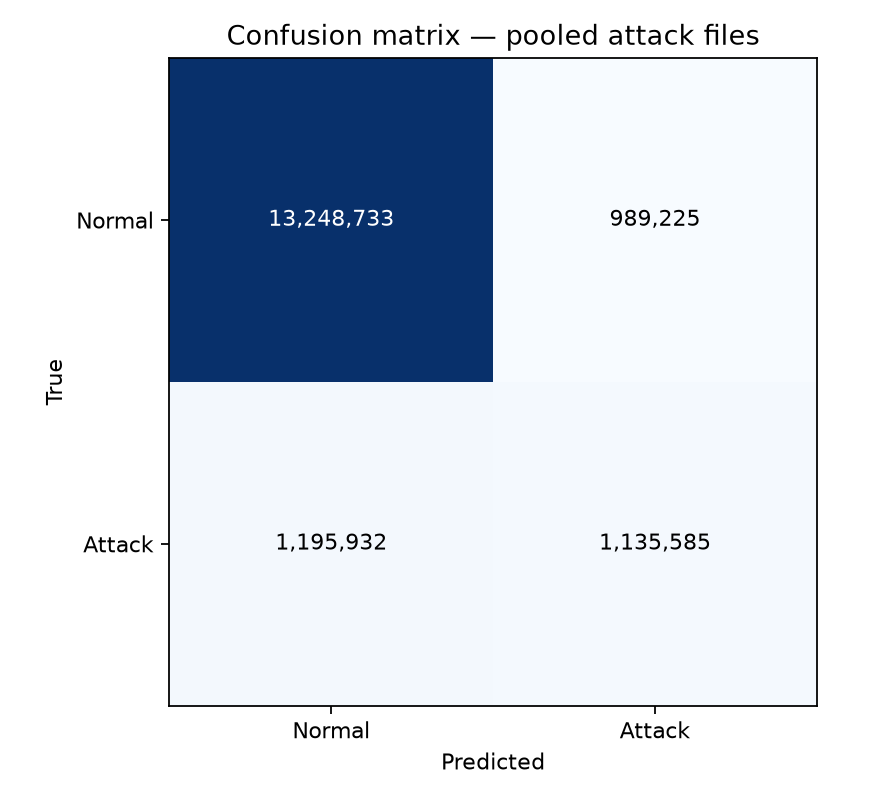 Confusion matrix — pooled attack files
Normal
13,248,733
989,225
True
Attack
1,195,932
1,135,585
Normal
Attack
Predicted